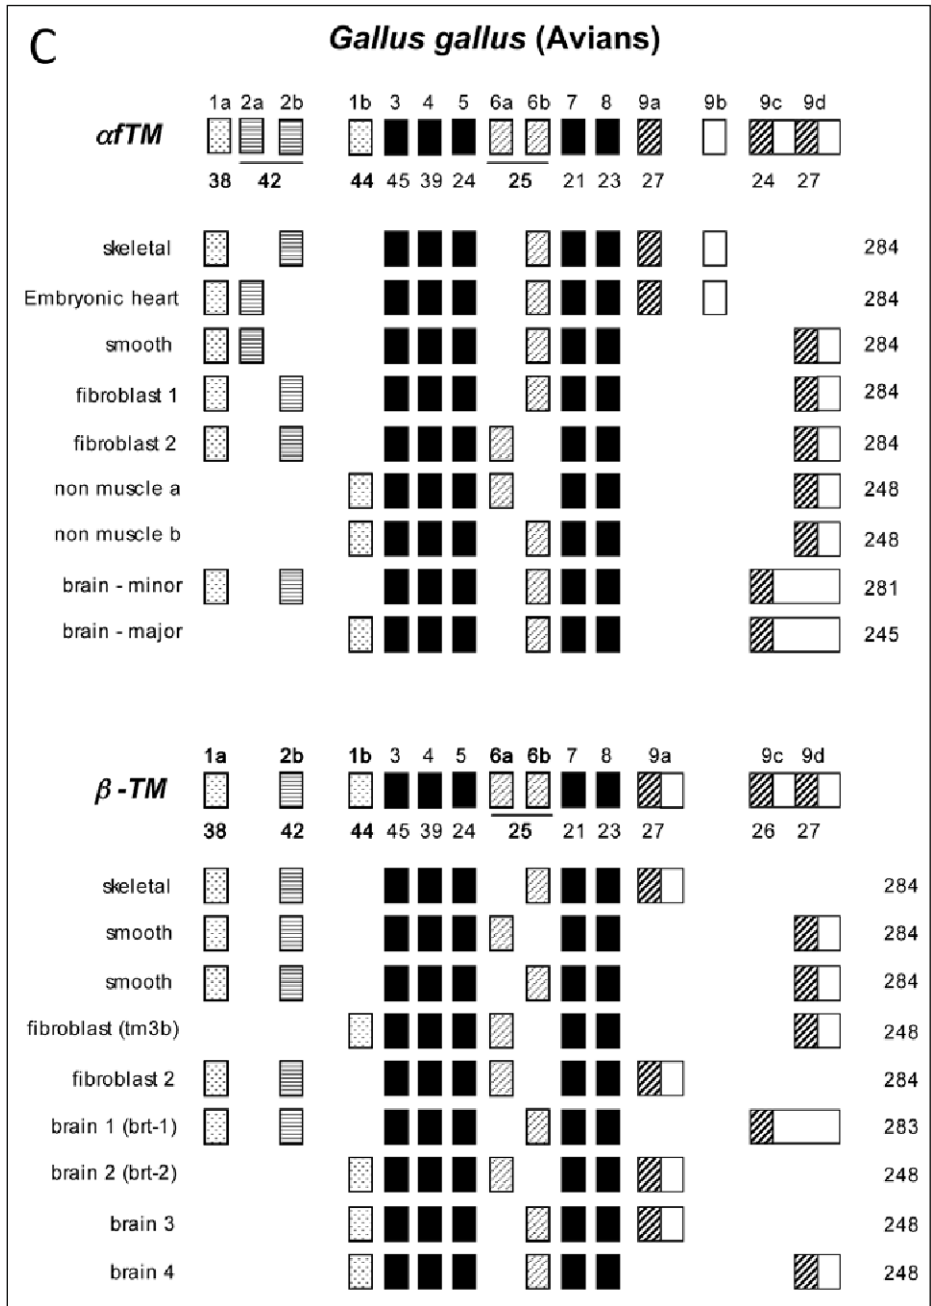 C
Gallus gallus (Avians)
1a 2a 2b 1b 3 4 5 6a 6b 7 8 9a 9b 9c 9d
αfTM
38 42 44 45 39 24 25 21 23 27 24 27
skeletal 284
Embryonic heart 284
smooth 284
fibroblast 1 284
fibroblast 2 284
non muscle a 248
non muscle b 248
brain - minor 281
brain - major 245
1a 2b 1b 3 4 5 6a 6b 7 8 9a 9c 9d
β -TM
38 42 44 45 39 24 25 21 23 27 26 27
skeletal 284
smooth 284
smooth 284
fibroblast (tm3b) 248
fibroblast 2 284
brain 1 (brt-1) 283
brain 2 (brt-2) 248
brain 3 248
brain 4 248